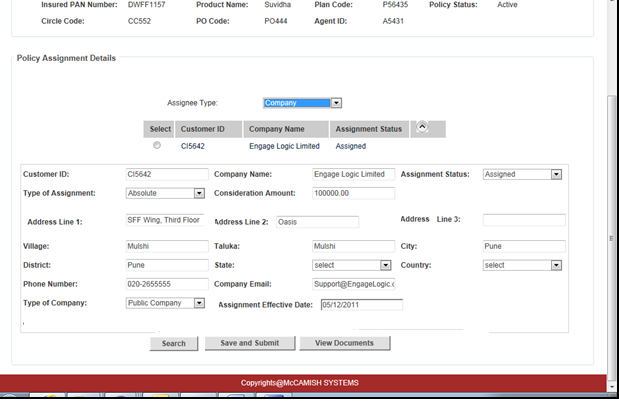 Insured PAN Number: DWFF1157 Product Name: Suvidha Plan Code: P56435 Policy Status: Active
Circle Code: CC552 PO Code: PO444 Agent ID: A5431
Policy Assignment Details
Assignee Type: Company
Select Customer ID Company Name Assignment Status
CI5642 Engage Logic Limited Assigned
Customer ID: CI5642 Company Name: Engage Logic Limited Assignment Status: Assigned
Type of Assignment: Absolute Consideration Amount: 100000.00
Address Line 1: SFF Wing, Third Floor Address Line 2: Oasis Address Line 3:
Village: Mulshi Taluka: Mulshi City: Pune
District: Pune State: select Country: select
Phone Number: 020-2655555 Company Email: Support@EngageLogic.c
Type of Company: Public Company Assignment Effective Date: 05/12/2011
Search Save and Submit View Documents
Copyrights@McCAMISH SYSTEMS